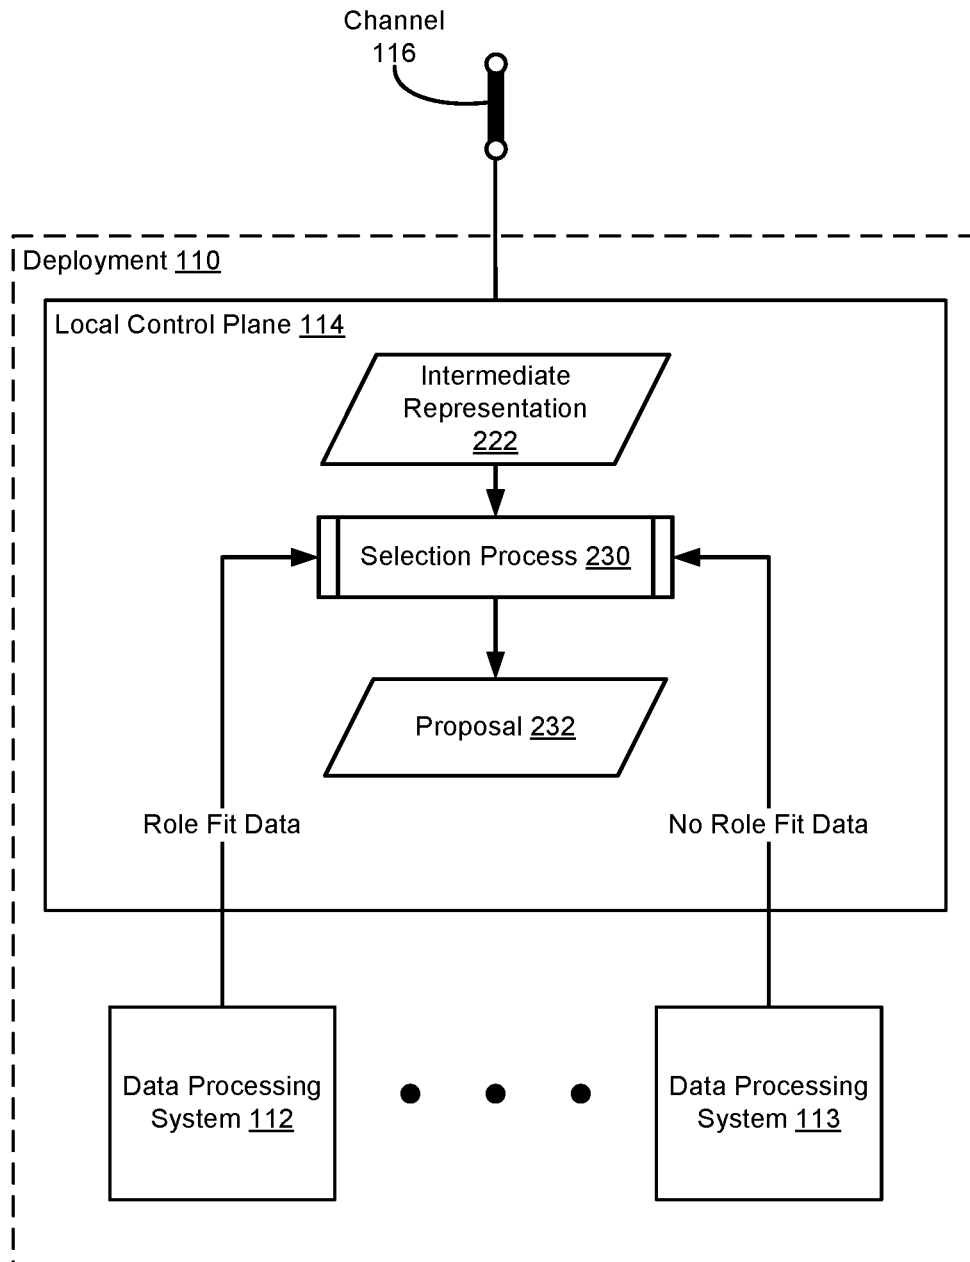 Channel
116
Deployment 110
Local Control Plane 114
Intermediate
Representation
222
Selection Process 230
Proposal 232
Role Fit Data
No Role Fit Data
Data Processing
System 112
Data Processing
System 113